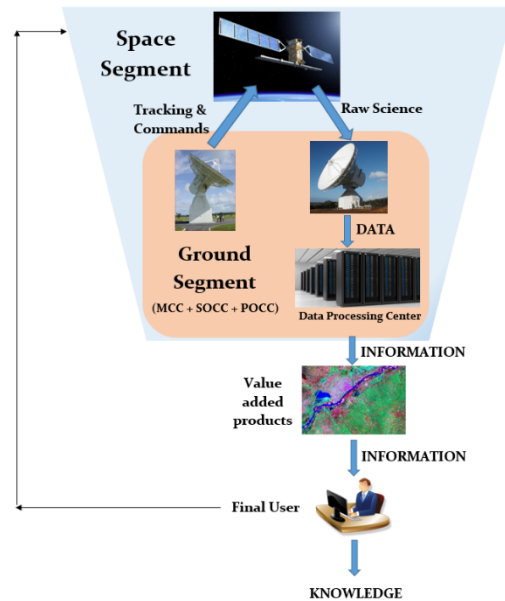 Space
Segment
Tracking &
Commands
Raw Science
DATA
Ground
Segment
(MCC + SOCC + POCC)
Data Processing Center
INFORMATION
Value
added
products
INFORMATION
Final User
KNOWLEDGE